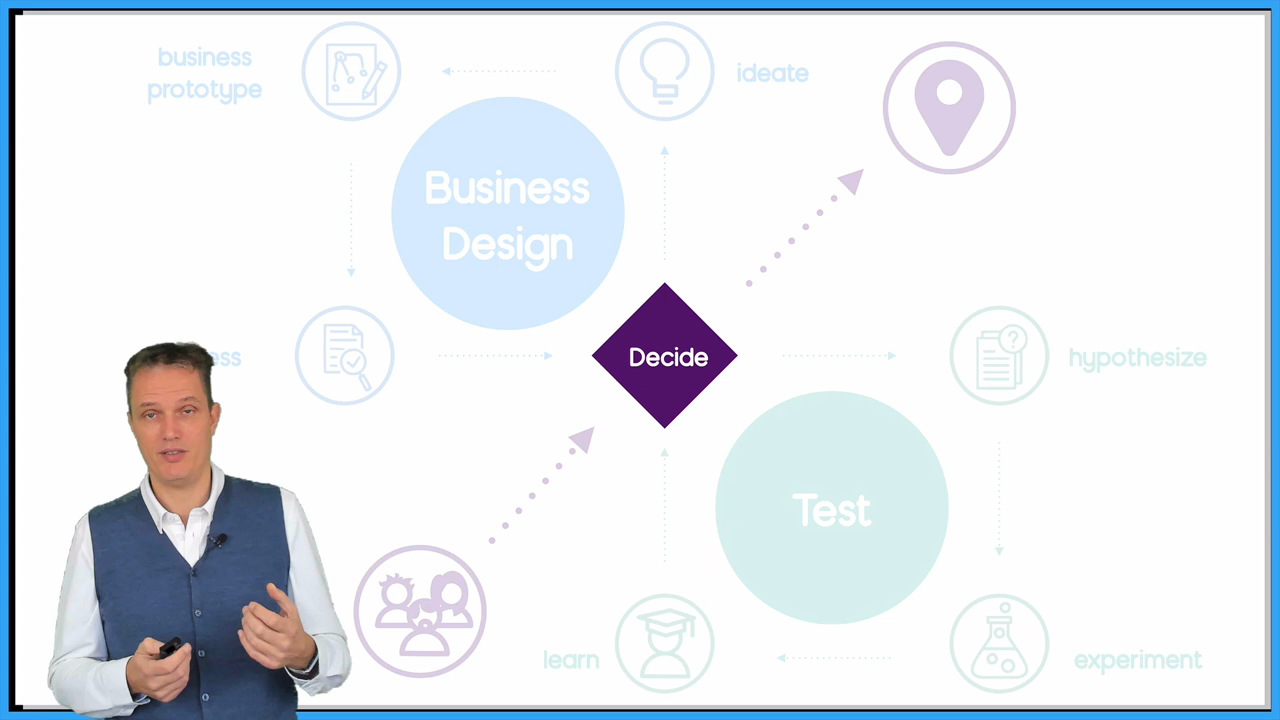 business
prototype
ideate
Business
Design
Decide
hypothesize
Test
learn
experiment